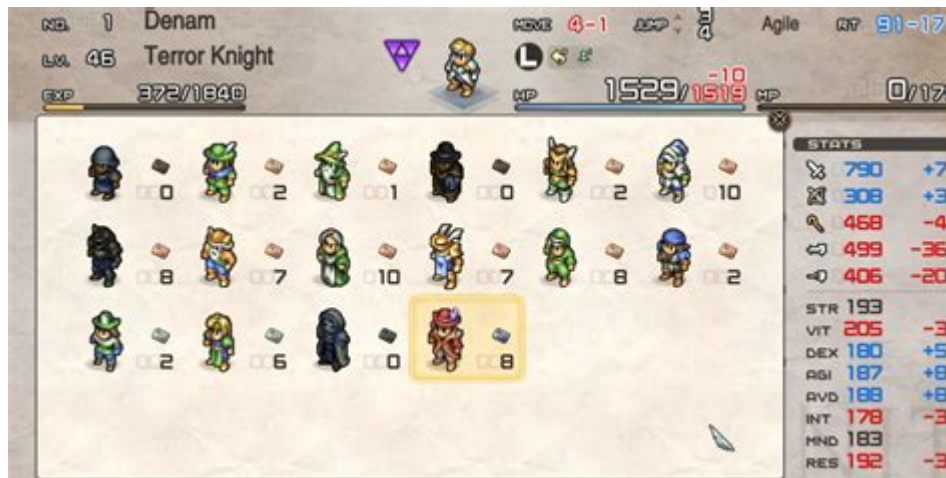 NO. 1 Denam MOVE 4-1 JUMP 3 4 Agile RT 91-17
LV. 46 Terror Knight L
EXP 372/1840 HP 1529/1519 -10 MP 0/17
STATS
0 2 1 0 2 10
790 +7
308 +3
468 -4
8 7 10 7 8 2
499 -36
406 -20
STR 193
2 6 0 8
VIT 205 -3
DEX 180 +5
AGI 187 +8
AVD 188 +8
INT 178 -3
MND 183
RES 192 -3